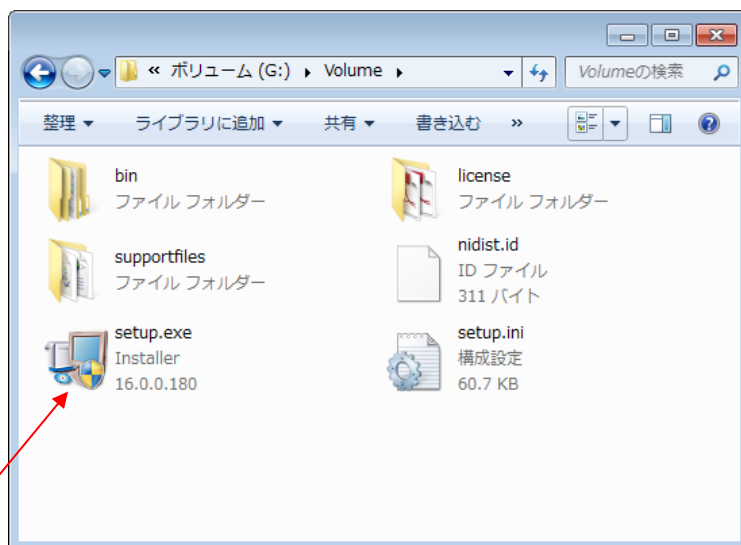 « ボリューム (G:) ▸ Volume ▸
Volumeの検索
整理 ライブラリに追加 共有 書き込む »
bin
ファイル フォルダー
license
ファイル フォルダー
supportfiles
ファイル フォルダー
nidist.id
ID ファイル
311 バイト
setup.exe
Installer
16.0.0.180
setup.ini
構成設定
60.7 KB